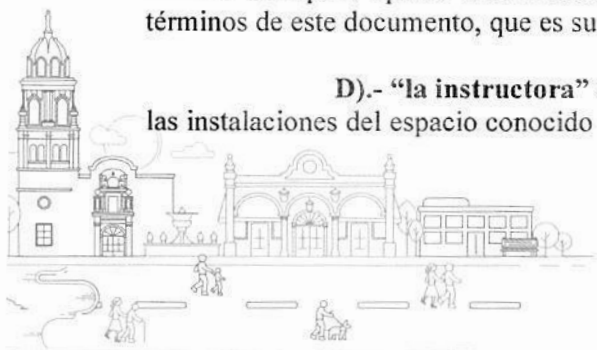 términos de este documento, que es su
D).- “la instructora”
las instalaciones del espacio conocido